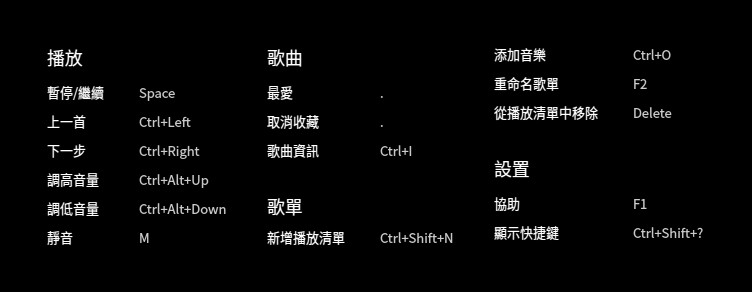 播放
暫停/繼續 Space
上一首 Ctrl+Left
下一步 Ctrl+Right
調高音量 Ctrl+Alt+Up
調低音量 Ctrl+Alt+Down
靜音 M
歌曲
最愛 .
取消收藏 .
歌曲資訊 Ctrl+I
歌單
新增播放清單 Ctrl+Shift+N
添加音樂 Ctrl+O
重命名歌單 F2
從播放清單中移除 Delete
設置
協助 F1
顯示快捷鍵 Ctrl+Shift+?